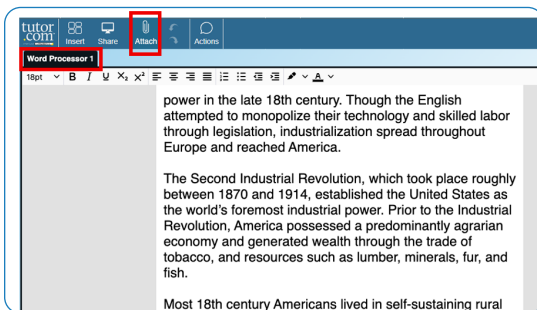 tutor
.com
Insert Share Attach Actions
Word Processor 1
18pt B I U X₂ X² A
power in the late 18th century. Though the English
attempted to monopolize their technology and skilled labor
through legislation, industrialization spread throughout
Europe and reached America.
The Second Industrial Revolution, which took place roughly
between 1870 and 1914, established the United States as
the world's foremost industrial power. Prior to the Industrial
Revolution, America possessed a predominantly agrarian
economy and generated wealth through the trade of
tobacco, and resources such as lumber, minerals, fur, and
fish.
Most 18th century Americans lived in self-sustaining rural